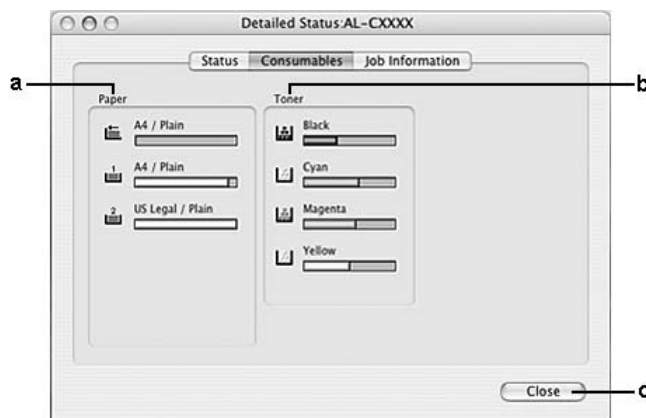 Detailed Status:AL-CXXXX
Status Consumables Job Information
a
b
Paper
Toner
A4 / Plain
1
A4 / Plain
2
US Legal / Plain
Black
Cyan
Magenta
Yellow
Close
c